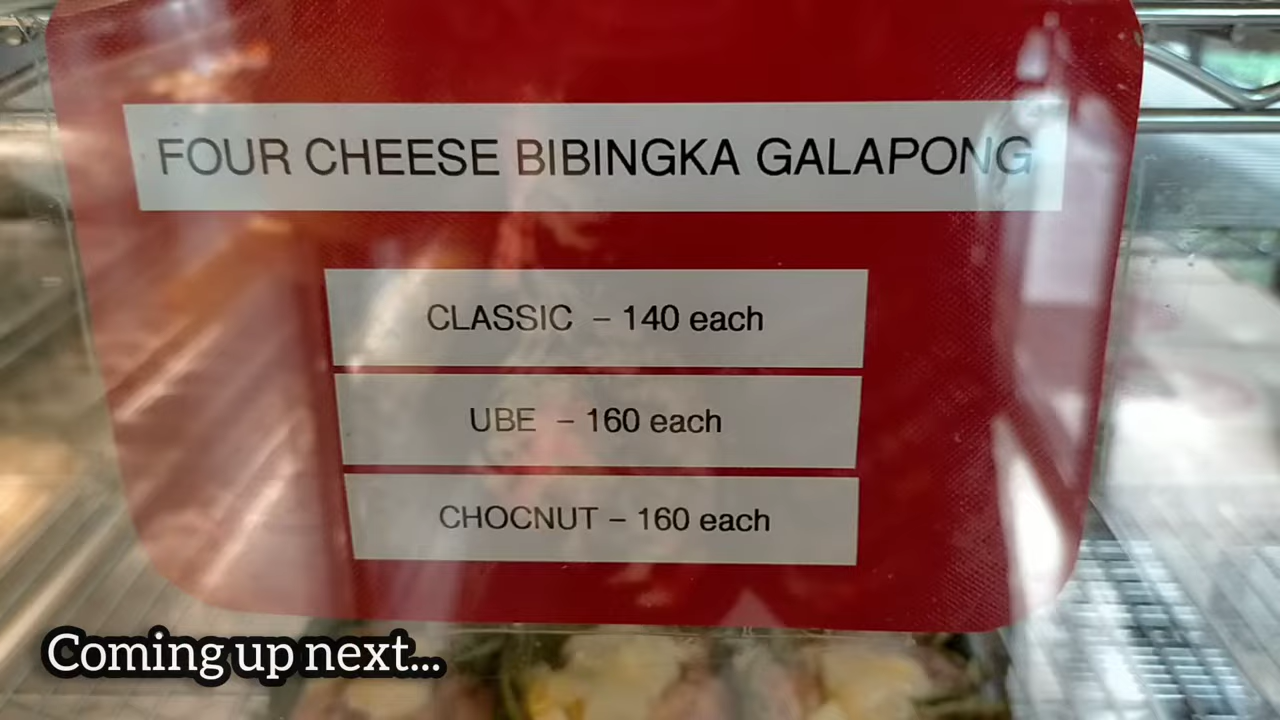 FOUR CHEESE BIBINGKA GALAPONG
CLASSIC – 140 each
UBE – 160 each
CHOCNUT – 160 each
Coming up next...